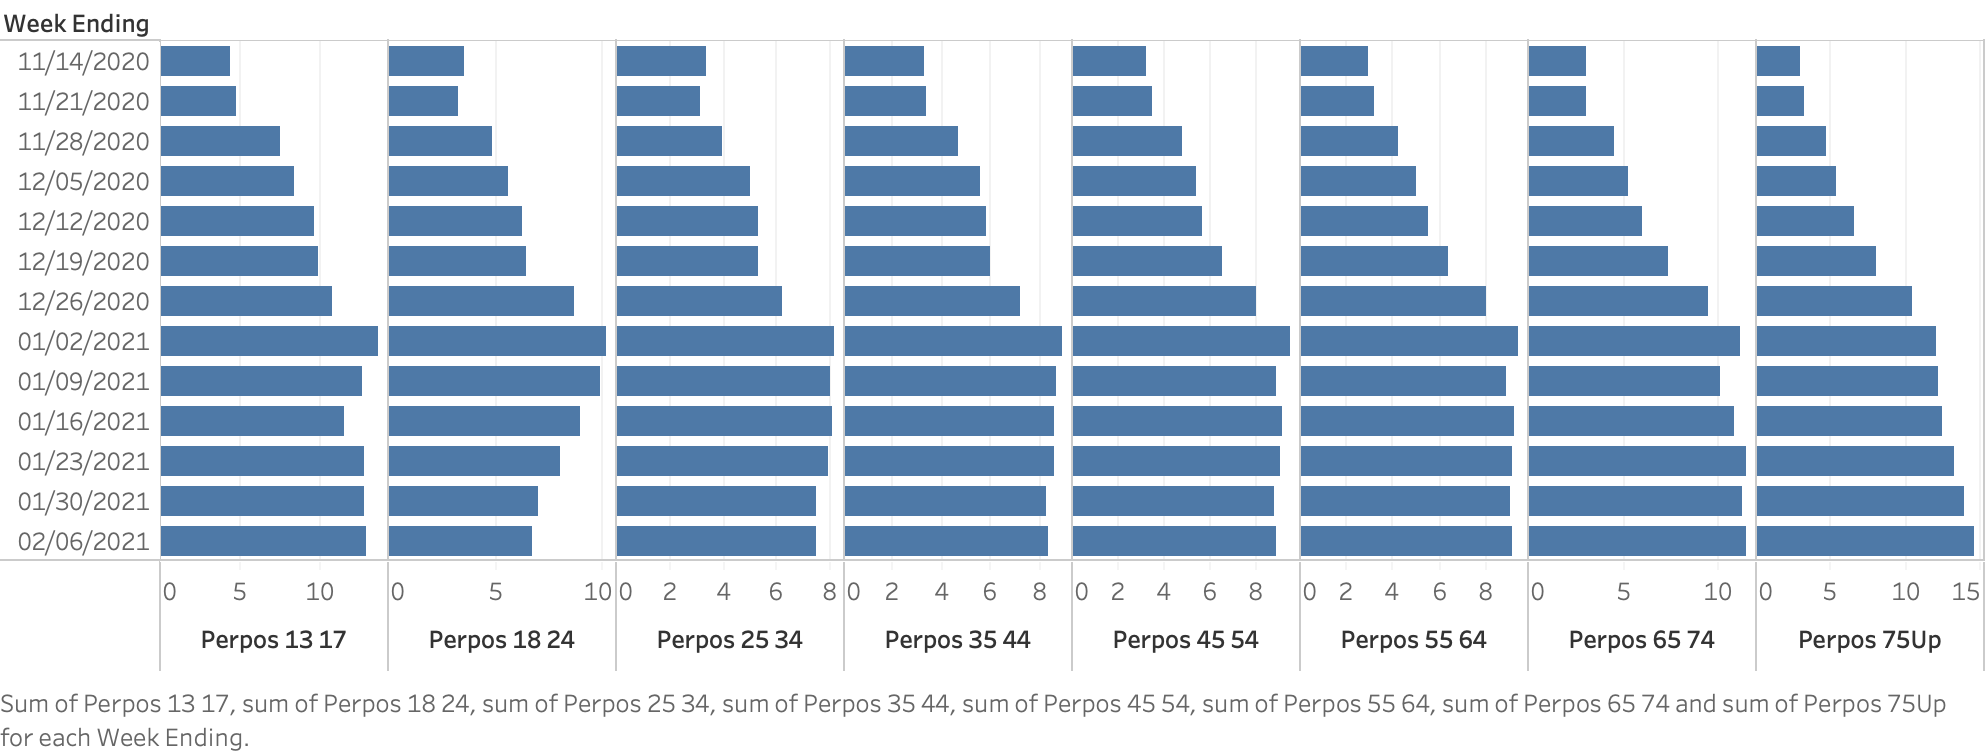 Week Ending
11/14/2020
11/21/2020
11/28/2020
12/05/2020
12/12/2020
12/19/2020
12/26/2020
01/02/2021
01/09/2021
01/16/2021
01/23/2021
01/30/2021
02/06/2021
0 5 10 0 5 10 0 2 4 6 8 0 2 4 6 8 0 2 4 6 8 0 2 4 6 8 0 5 10 0 5 10 15
Perpos 13 17 Perpos 18 24 Perpos 25 34 Perpos 35 44 Perpos 45 54 Perpos 55 64 Perpos 65 74 Perpos 75Up
Sum of Perpos 13 17, sum of Perpos 18 24, sum of Perpos 25 34, sum of Perpos 35 44, sum of Perpos 45 54, sum of Perpos 55 64, sum of Perpos 65 74 and sum of Perpos 75Up
for each Week Ending.